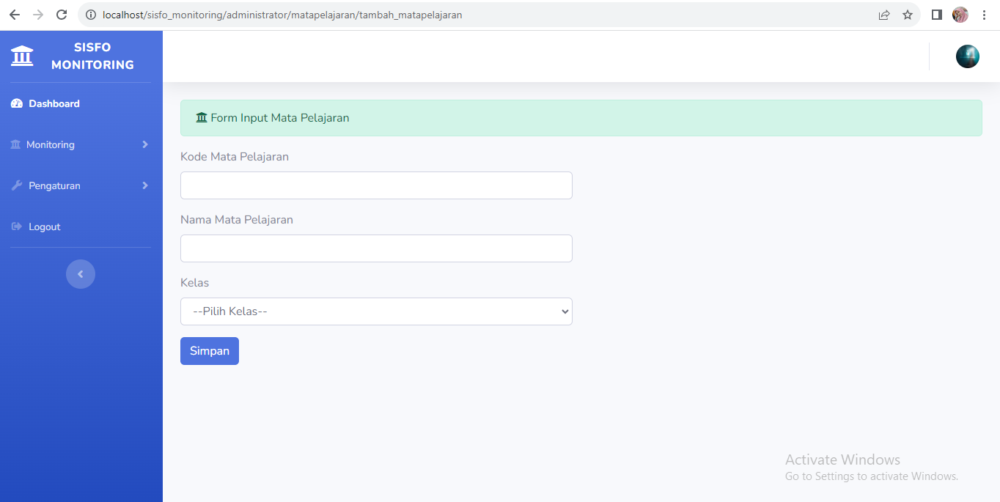 localhost/sisfo_monitoring/administrator/matapelajaran/tambah_matapelajaran
SISFO
MONITORING
Dashboard
Monitoring
Pengaturan
Logout
Form Input Mata Pelajaran
Kode Mata Pelajaran
Nama Mata Pelajaran
Kelas
--Pilih Kelas--
Simpan
Activate Windows
Go to Settings to activate Windows.